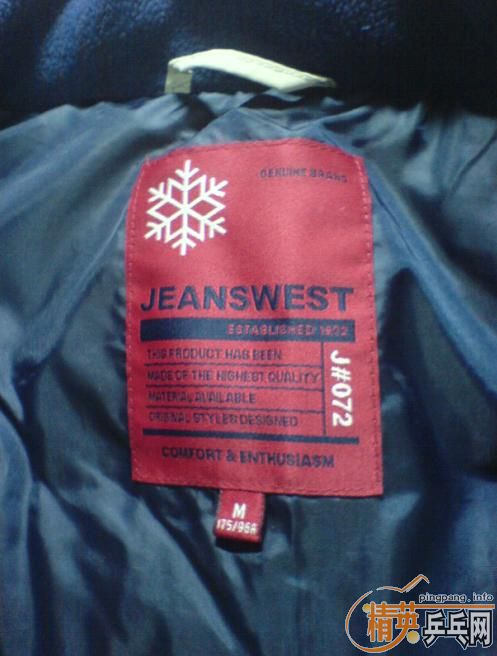 GENUINE BRAND
JEANSWEST
ESTABLISHED 1972
THIS PRODUCT HAS BEEN
MADE OF THE HIGHEST QUALITY
MATERIAL AVAILABLE
ORIGINAL STYLES DESIGNED
J#072
COMFORT & ENTHUSIASM
M
175/96A
pingpang.info
精英乒乓网